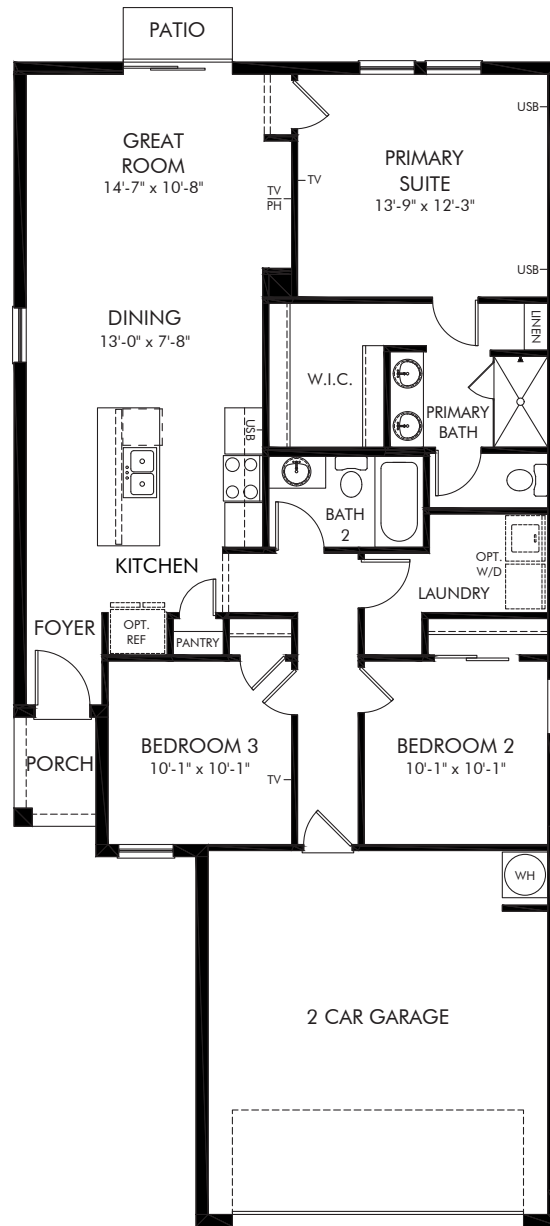 PATIO
GREAT
ROOM
14'-7" x 10'-8"
TV
PH
TV
PRIMARY
SUITE
13'-9" x 12'-3"
USB
USB
DINING
13'-0" x 7'-8"
W.I.C.
LINEN
PRIMARY
BATH
USB
BATH
2
KITCHEN
OPT.
W/D
LAUNDRY
FOYER
OPT.
REF
PANTRY
PORCH
BEDROOM 3
10'-1" x 10'-1"
TV
BEDROOM 2
10'-1" x 10'-1"
WH
2 CAR GARAGE